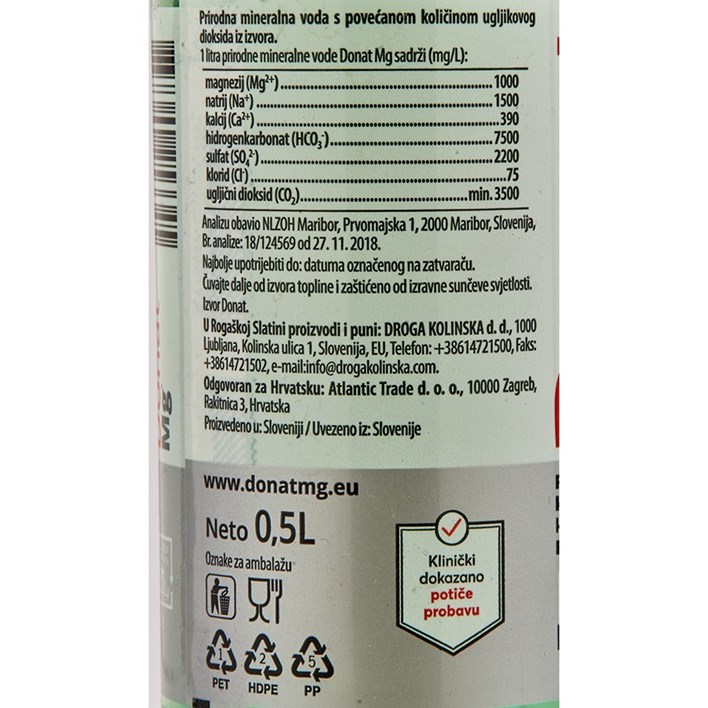 Prirodna mineralna voda s povećanom količinom ugljikovog
dioksida iz izvora.
1 litra prirodne mineralne vode Donat Mg sadrži (mg/L):
magnezij (Mg²⁺)........................1000
natrij (Na⁺)........................1500
kalcij (Ca²⁺)........................390
hidrogenkarbonat (HCO₃⁻)........................7500
sulfat (SO₄²⁻)........................2200
klorid (Cl⁻)........................75
ugljični dioksid (CO₂)........................min. 3500
Analizu obavio NLZOH Maribor, Prvomajska 1, 2000 Maribor, Slovenija,
Br. analize: 18/124569 od 27. 11. 2018.
Najbolje upotrijebiti do: datuma označenog na zatvaraču.
Čuvajte dalje od izvora topline i zaštićeno od izravne sunčeve svjetlosti.
Izvor Donat.
U Rogaškoj Slatini proizvodi i puni: DROGA KOLINSKA d. d., 1000
Ljubljana, Kolinska ulica 1, Slovenija, EU, Telefon: +38614721500, Faks:
+38614721502, e-mail:info@drogakolinska.com.
Odgovoran za Hrvatsku: Atlantic Trade d. o. o., 10000 Zagreb,
Rakitnica 3, Hrvatska
Proizvedeno u: Sloveniji / Uvezeno iz: Slovenije
Mg
www.donatmg.eu
Neto 0,5L
Oznake za ambalažu
1
PET
2
HDPE
5
PP
Klinički
dokazano
potiče
probavu